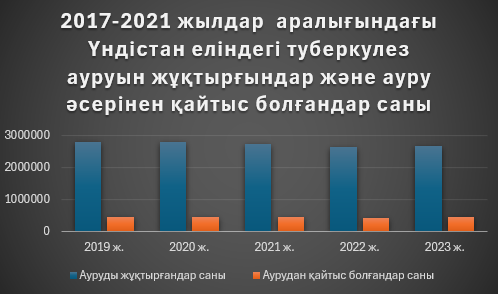 2017-2021 жылдар аралығындағы
Үндістан еліндегі туберкулез
ауруын жұқтырғындар және ауру
әсерінен қайтыс болғандар саны
3000000
2000000
1000000
0
2019 ж.
2020 ж.
2021 ж.
2022 ж.
2023 ж.
Ауруды жұқтырғандар саны
Аурудан қайтыс болғандар саны